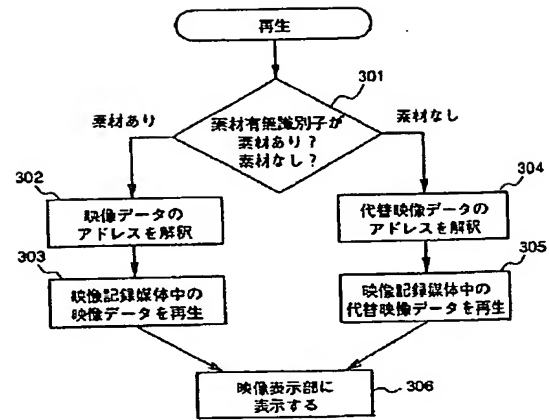 再生
301
素材有無識別子が
素材あり?
素材なし?
素材あり
素材なし
302
映像データの
アドレスを解釈
304
代替映像データの
アドレスを解釈
303
映像記録媒体中の
映像データを再生
305
映像記録媒体中の
代替映像データを再生
映像表示部に
表示する
306